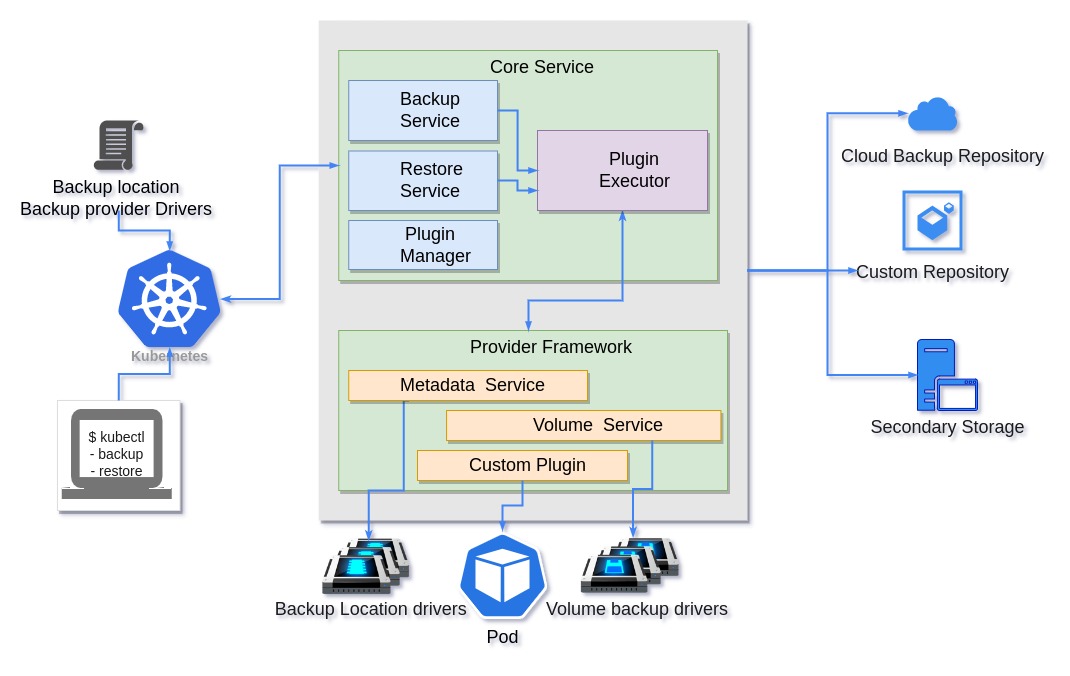 Core Service
Backup
Service
Restore
Service
Plugin
Manager
Plugin
Executor
Backup location
Backup provider Drivers
Kubernetes
$ kubectl
- backup
- restore
Provider Framework
Metadata  Service
Volume  Service
Custom Plugin
Backup Location drivers
Pod
Volume backup drivers
Cloud Backup Repository
Custom Repository
Secondary Storage